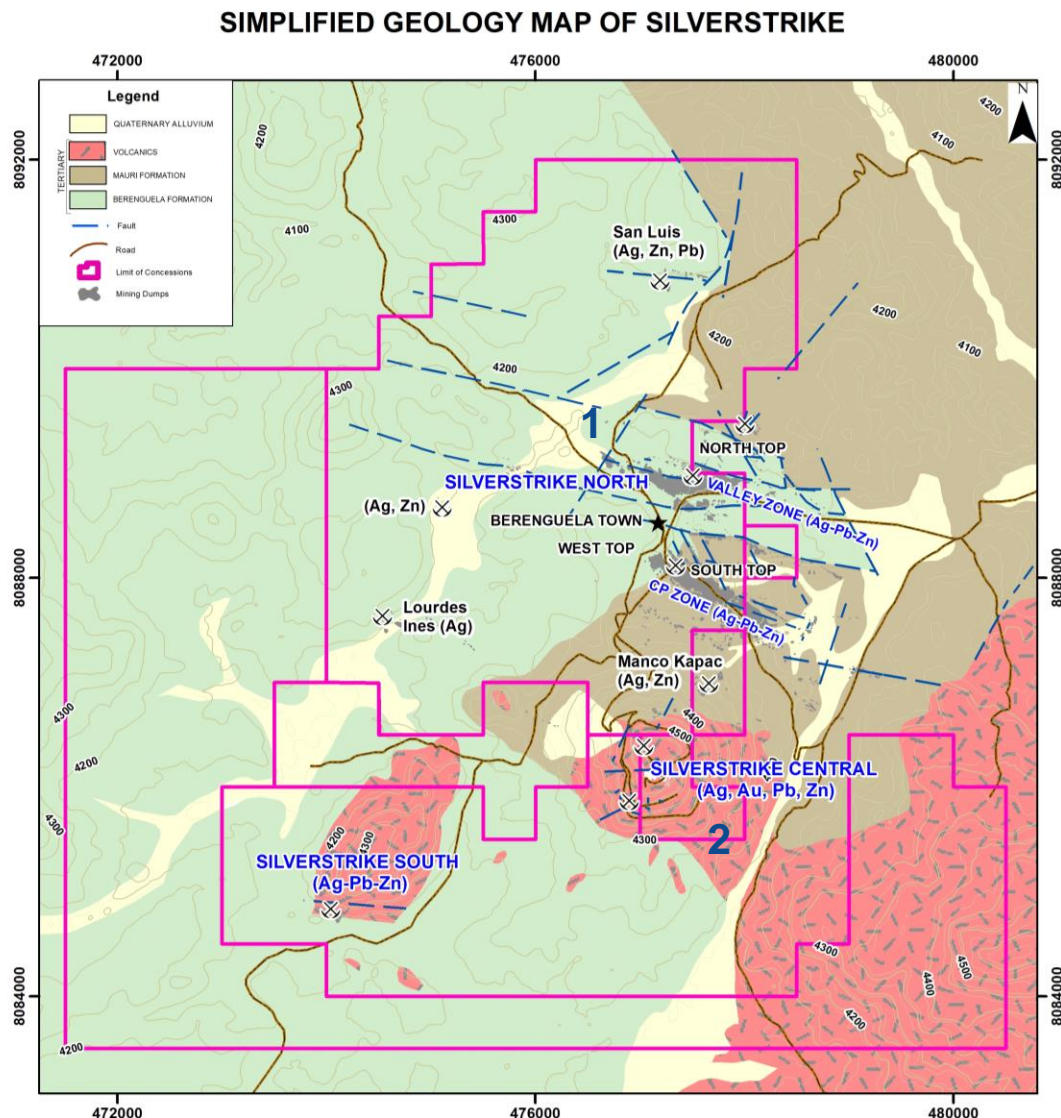 SIMPLIFIED GEOLOGY MAP OF SILVERSTRIKE
472000
476000
480000
Legend
QUATERNARY ALLUVIUM
VOLCANICS
MAURI FORMATION
BERENGUELA FORMATION
TERTIARY
Fault
Road
Limit of Concessions
Mining Dumps
N
8092000
8092000
4200
4200
4100
4100
4300
San Luis
(Ag, Zn, Pb)
4200
4200
4100
4200
4300
1
NORTH TOP
SILVERSTRIKE NORTH
VALLEY ZONE (Ag-Pb-Zn)
(Ag, Zn)
BERENGUELA TOWN
WEST TOP
SOUTH TOP
8088000
8088000
CP ZONE (Ag-Pb-Zn)
Lourdes
Ines (Ag)
Manco Kapac
(Ag, Zn)
4300
4400
4500
4200
SILVERSTRIKE CENTRAL
(Ag, Au, Pb, Zn)
4300
4200
4300
2
4300
SILVERSTRIKE SOUTH
(Ag-Pb-Zn)
4300
4500
4400
4200
8084000
8084000
4200
472000
476000
480000